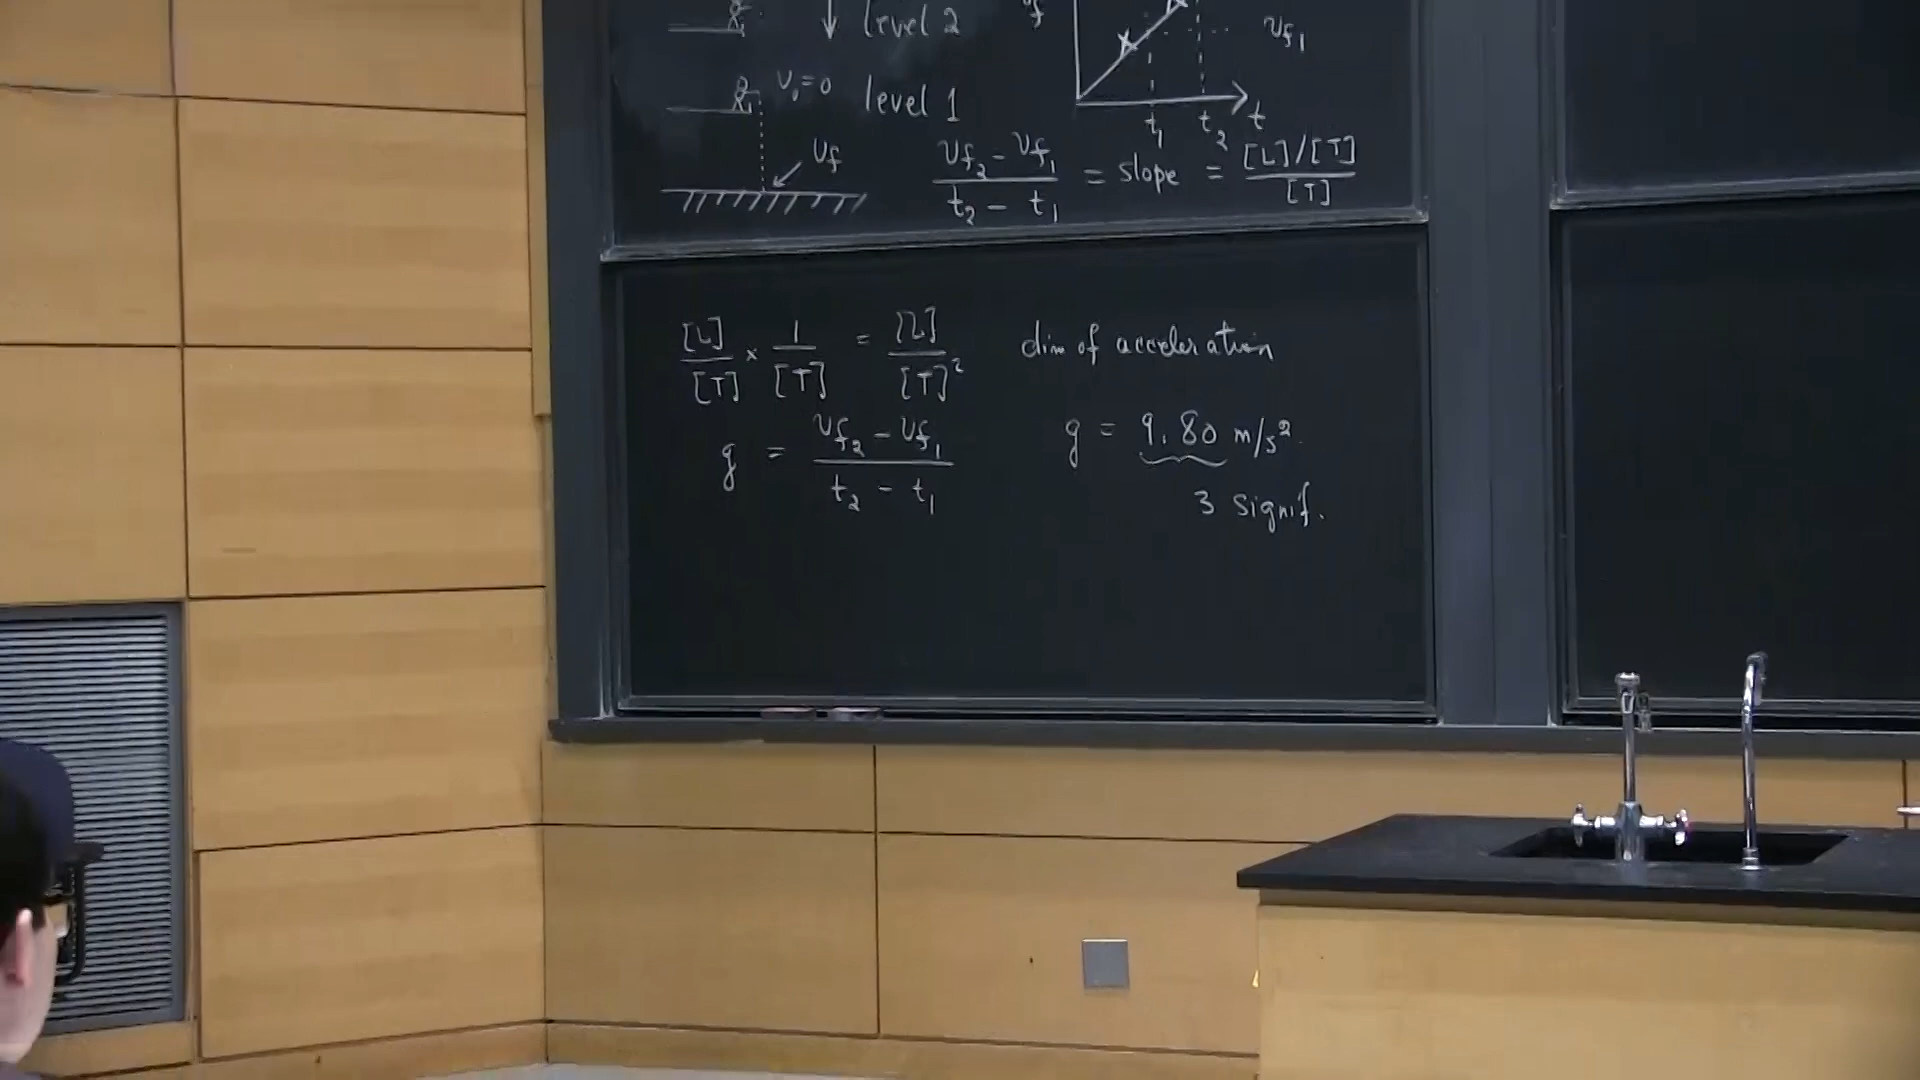 level 2
v₀=0 level 1
v_f
v_f₁
t₁ t₂ t
(v_f₂ - v_f₁)/(t₂ - t₁) = slope = ([L]/[T])/[T]
[L]/[T] × 1/[T] = [L]/[T]² dim of acceleration
g = (v_f₂ - v_f₁)/(t₂ - t₁)
g = 9.80 m/s²
3 signif.